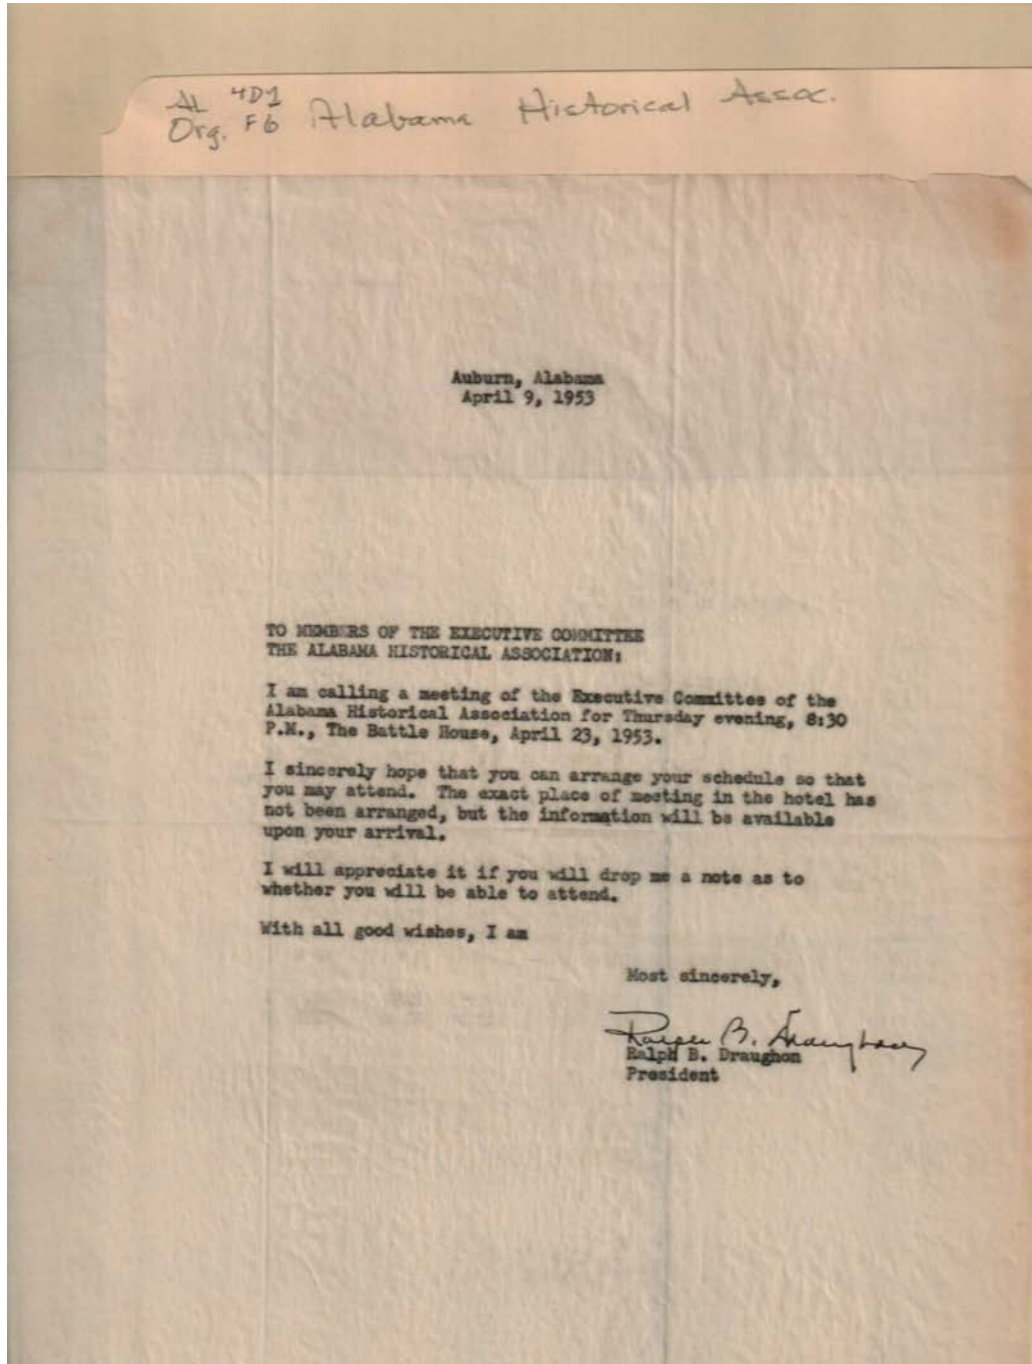 AL 4D1 Alabama Historical Assoc.
Org. F6
Auburn, Alabama
April 9, 1953
TO MEMBERS OF THE EXECUTIVE COMMITTEE
THE ALABAMA HISTORICAL ASSOCIATION:
I am calling a meeting of the Executive Committee of the
Alabama Historical Association for Thursday evening, 8:30
P.M., The Battle House, April 23, 1953.
I sincerely hope that you can arrange your schedule so that
you may attend. The exact place of meeting in the hotel has
not been arranged, but the information will be available
upon your arrival.
I will appreciate it if you will drop me a note as to
whether you will be able to attend.
With all good wishes, I am
Most sincerely,
Ralph B. Draughon
Ralph B. Draughon
President